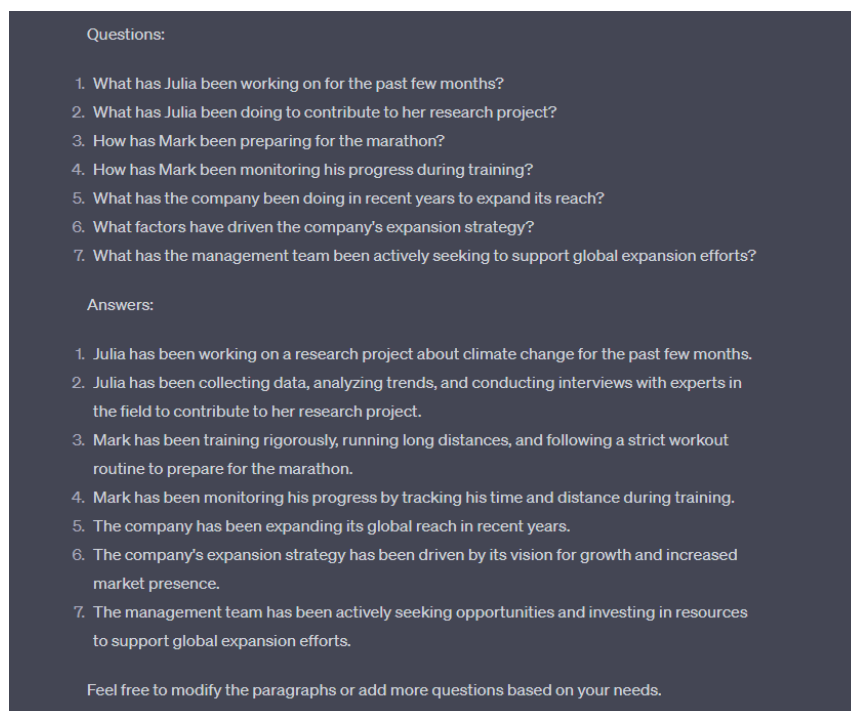 Questions:
1. What has Julia been working on for the past few months?
2. What has Julia been doing to contribute to her research project?
3. How has Mark been preparing for the marathon?
4. How has Mark been monitoring his progress during training?
5. What has the company been doing in recent years to expand its reach?
6. What factors have driven the company's expansion strategy?
7. What has the management team been actively seeking to support global expansion efforts?
Answers:
1. Julia has been working on a research project about climate change for the past few months.
2. Julia has been collecting data, analyzing trends, and conducting interviews with experts in
the field to contribute to her research project.
3. Mark has been training rigorously, running long distances, and following a strict workout
routine to prepare for the marathon.
4. Mark has been monitoring his progress by tracking his time and distance during training.
5. The company has been expanding its global reach in recent years.
6. The company's expansion strategy has been driven by its vision for growth and increased
market presence.
7. The management team has been actively seeking opportunities and investing in resources
to support global expansion efforts.
Feel free to modify the paragraphs or add more questions based on your needs.